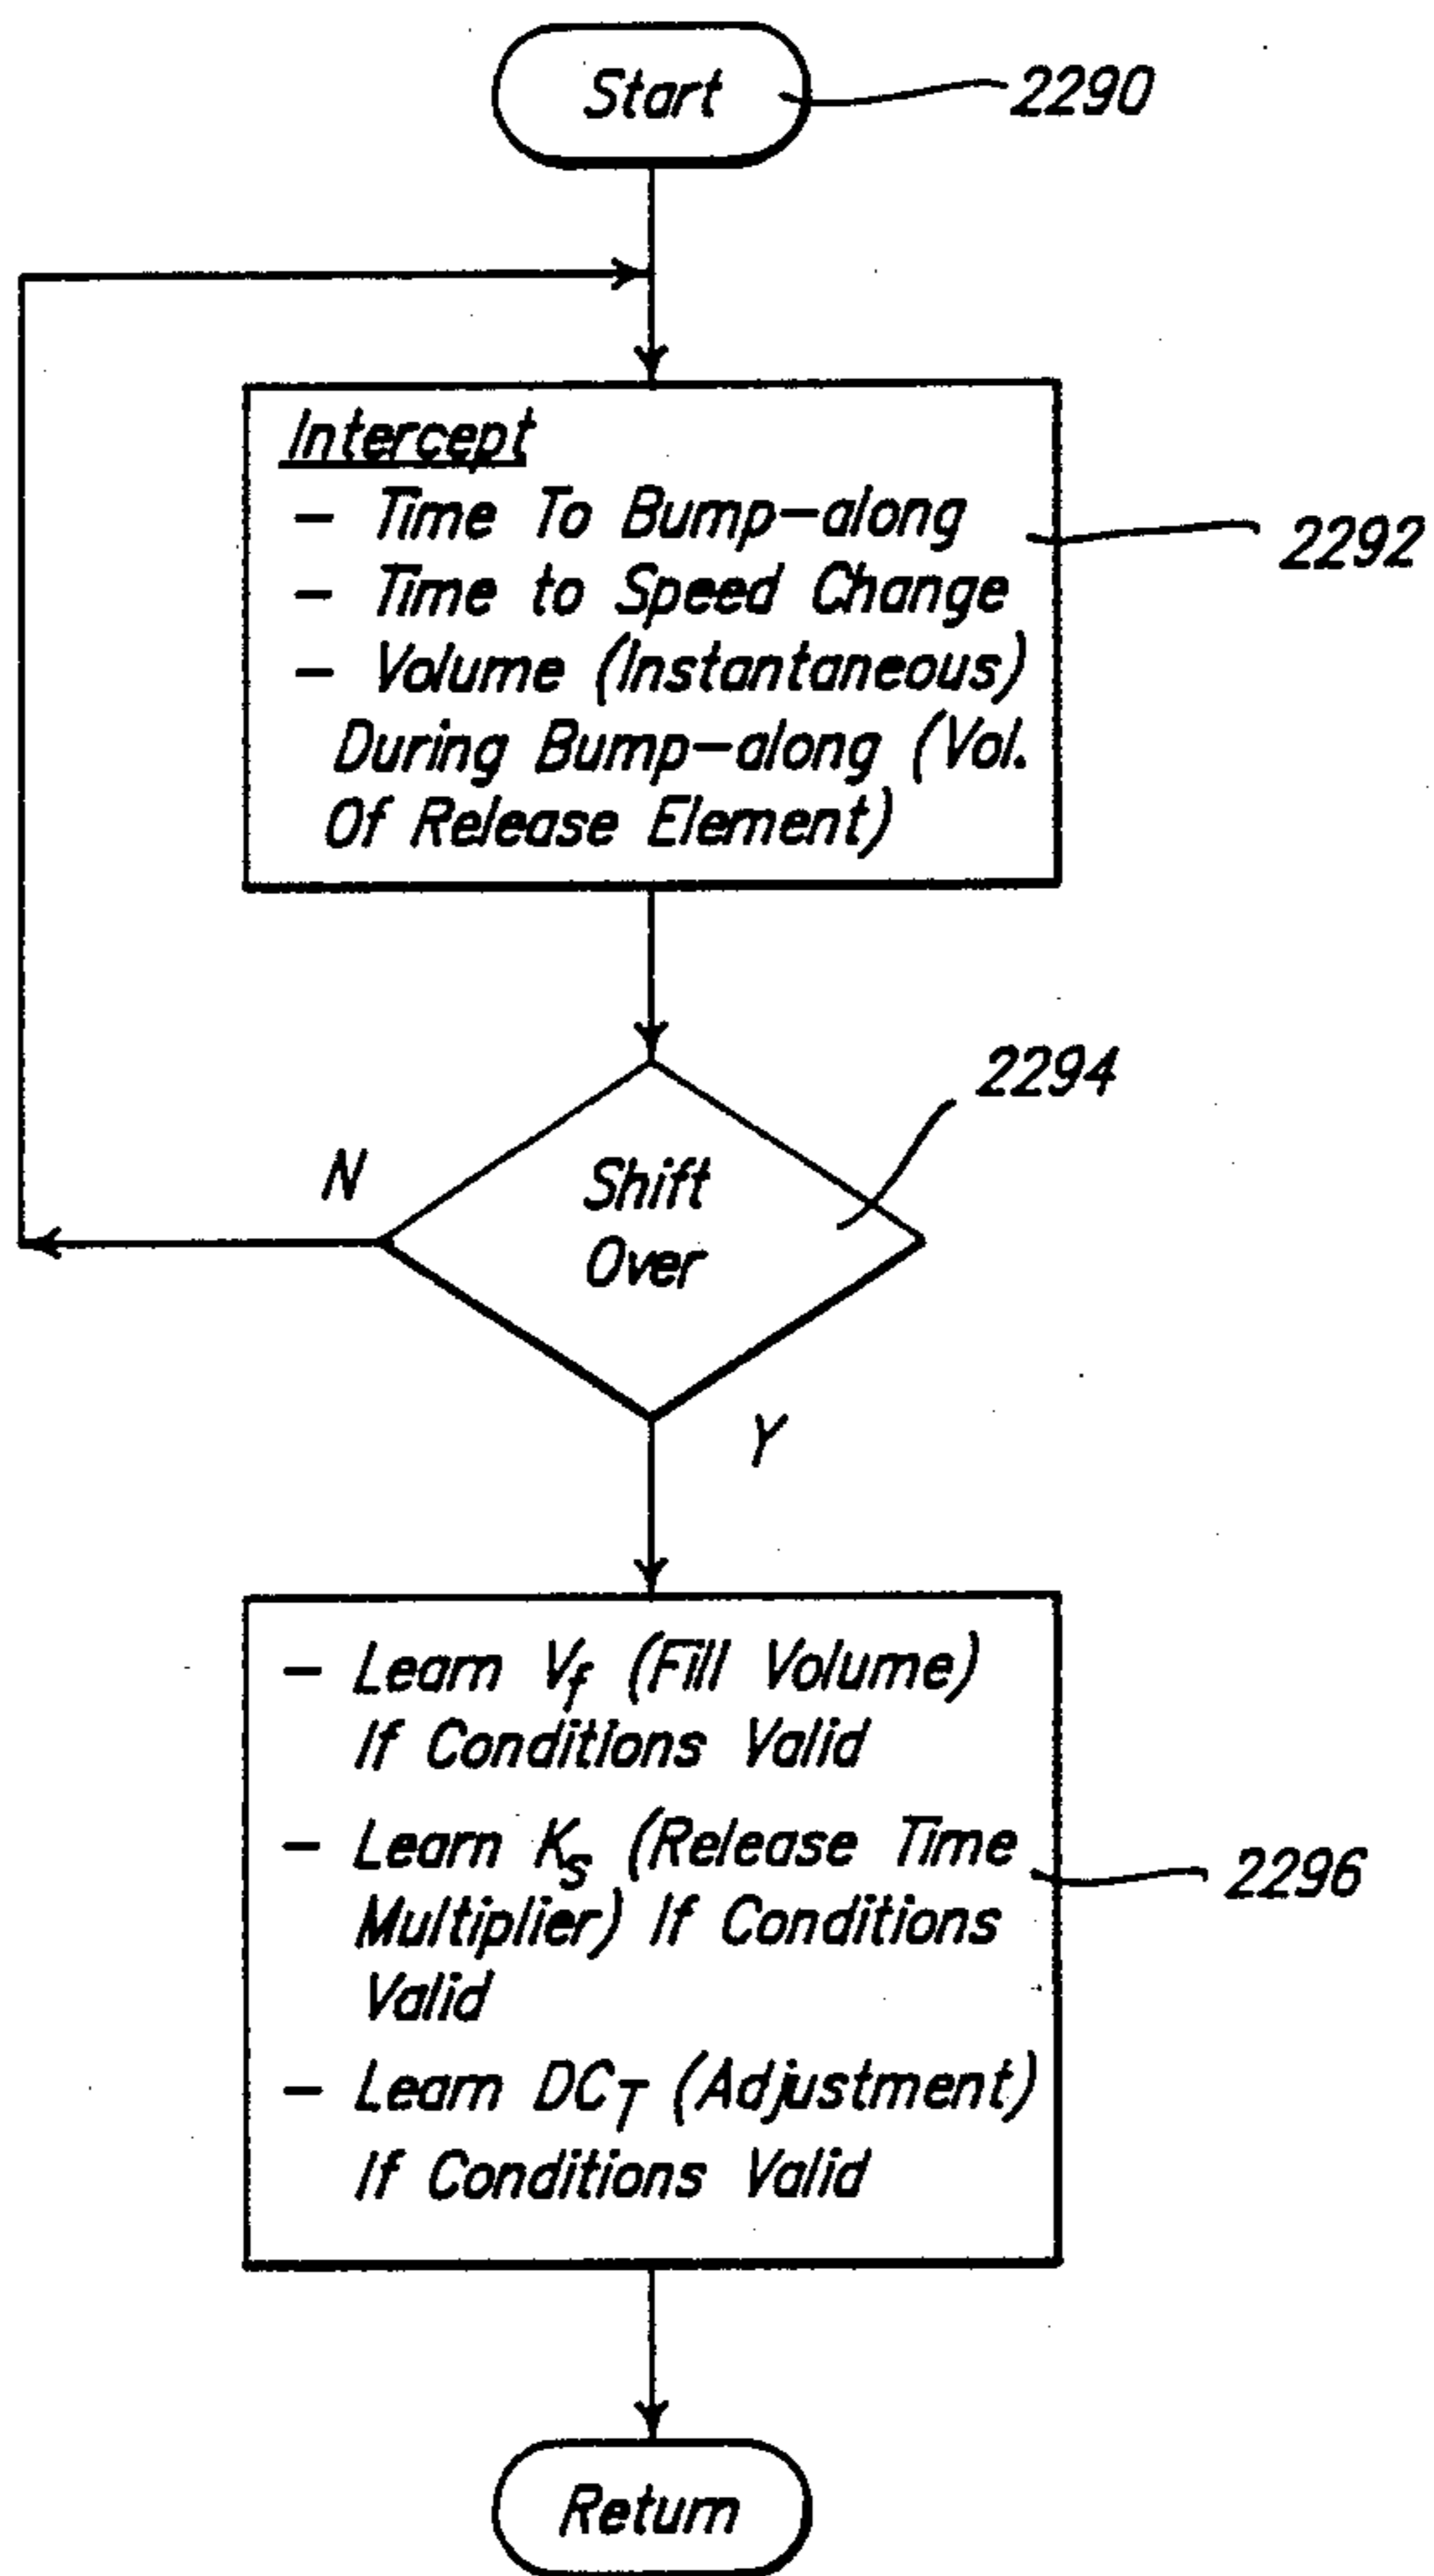 Start
2290
Intercept
- Time To Bump-along
- Time to Speed Change
- Volume (Instantaneous)
During Bump-along (Vol.
Of Release Element)
2292
2294
Shift
Over
N
Y
- Learn Vf (Fill Volume)
If Conditions Valid
- Learn Ks (Release Time
Multiplier) If Conditions
Valid
- Learn DCT (Adjustment)
If Conditions Valid
2296
Return